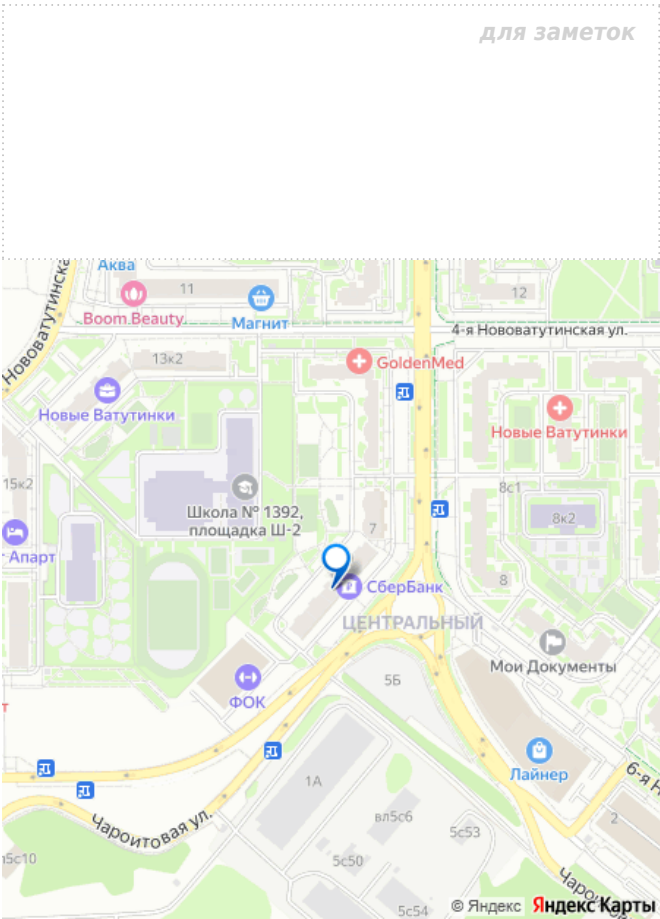 для заметок
Аква
11
12
Boom Beauty
Магнит
4-я Нововатутинская ул.
Нововатутинска
13к2
GoldenMed
Новые Ватутинки
Новые Ватутинки
15к2
8с1
Школа № 1392,
площадка Ш-2
8к2
7
Апарт
СберБанк
8
ЦЕНТРАЛЬНЫЙ
Мои Документы
5Б
ФОК
Лайнер
1А
6-я Н
вл5с6
2
Чароитовая ул.
5с53
5с10
5с50
Чарои
5с54
© Яндекс Яндекс Карты